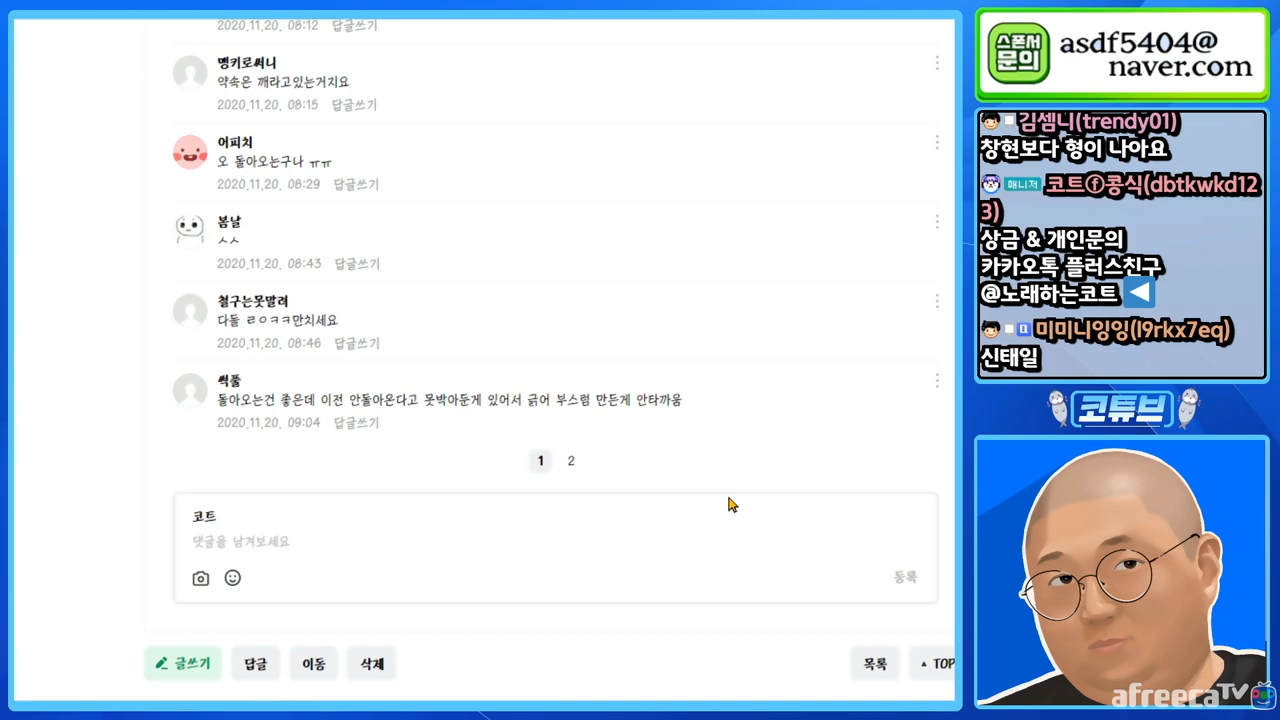 2020.11.20. 08:12 답글쓰기
멩키로써니
약속은 깨라고있는거지요
2020.11.20. 08:15 답글쓰기
어피치
오 돌아오는구나 ㅠㅠ
2020.11.20. 08:29 답글쓰기
봄날
ㅅㅅ
2020.11.20. 08:43 답글쓰기
철구는못말려
다돌 ㄹㅇㅋㅋ만치세요
2020.11.20. 08:46 답글쓰기
썩풀
돌아오는건 좋은데 이전 안돌아온다고 못박아둔게 있어서 긁어 부스럼 만든게 안타까움
2020.11.20. 09:04 답글쓰기
1 2
코트
댓글을 남겨보세요
등록
글쓰기 답글 이동 삭제 목록 ▲ TOP
스폰서
문의
asdf5404@
naver.com
김셈니(trendy01)
창현보다 형이 나아요
매니저 코트ⓕ콩식(dbtkwkd12
3)
상금 & 개인문의
카카오톡 플러스친구
@노래하는코트
미미니잉잉(l9rkx7eq)
신태일
코튜브
afreecaTV